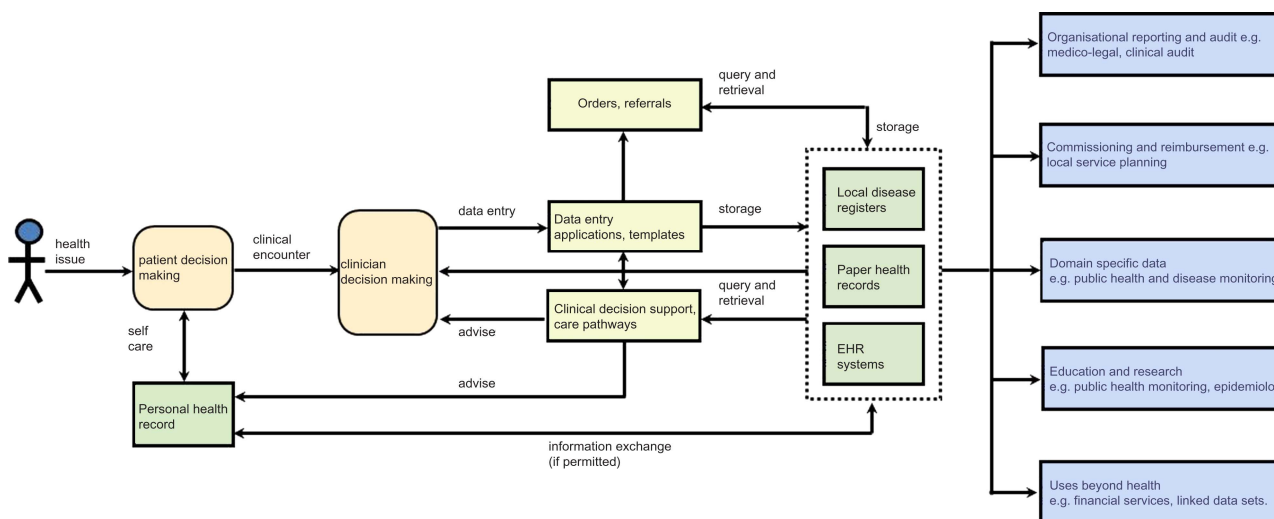 health
issue
patient decision
making
self
care
Personal health
record
clinical
encounter
clinician
decision making
data entry
advise
advise
Orders, referrals
Data entry
applications, templates
Clinical decision support,
care pathways
query and
retrieval
storage
storage
query and
retrieval
information exchange
(if permitted)
Local disease
registers
Paper health
records
EHR
systems
Organisational reporting and audit e.g.
medico-legal, clinical audit
Commissioning and reimbursement e.g.
local service planning
Domain specific data
e.g. public health and disease monitoring
Education and research
e.g. public health monitoring, epidemiolo
Uses beyond health
e.g. financial services, linked data sets.